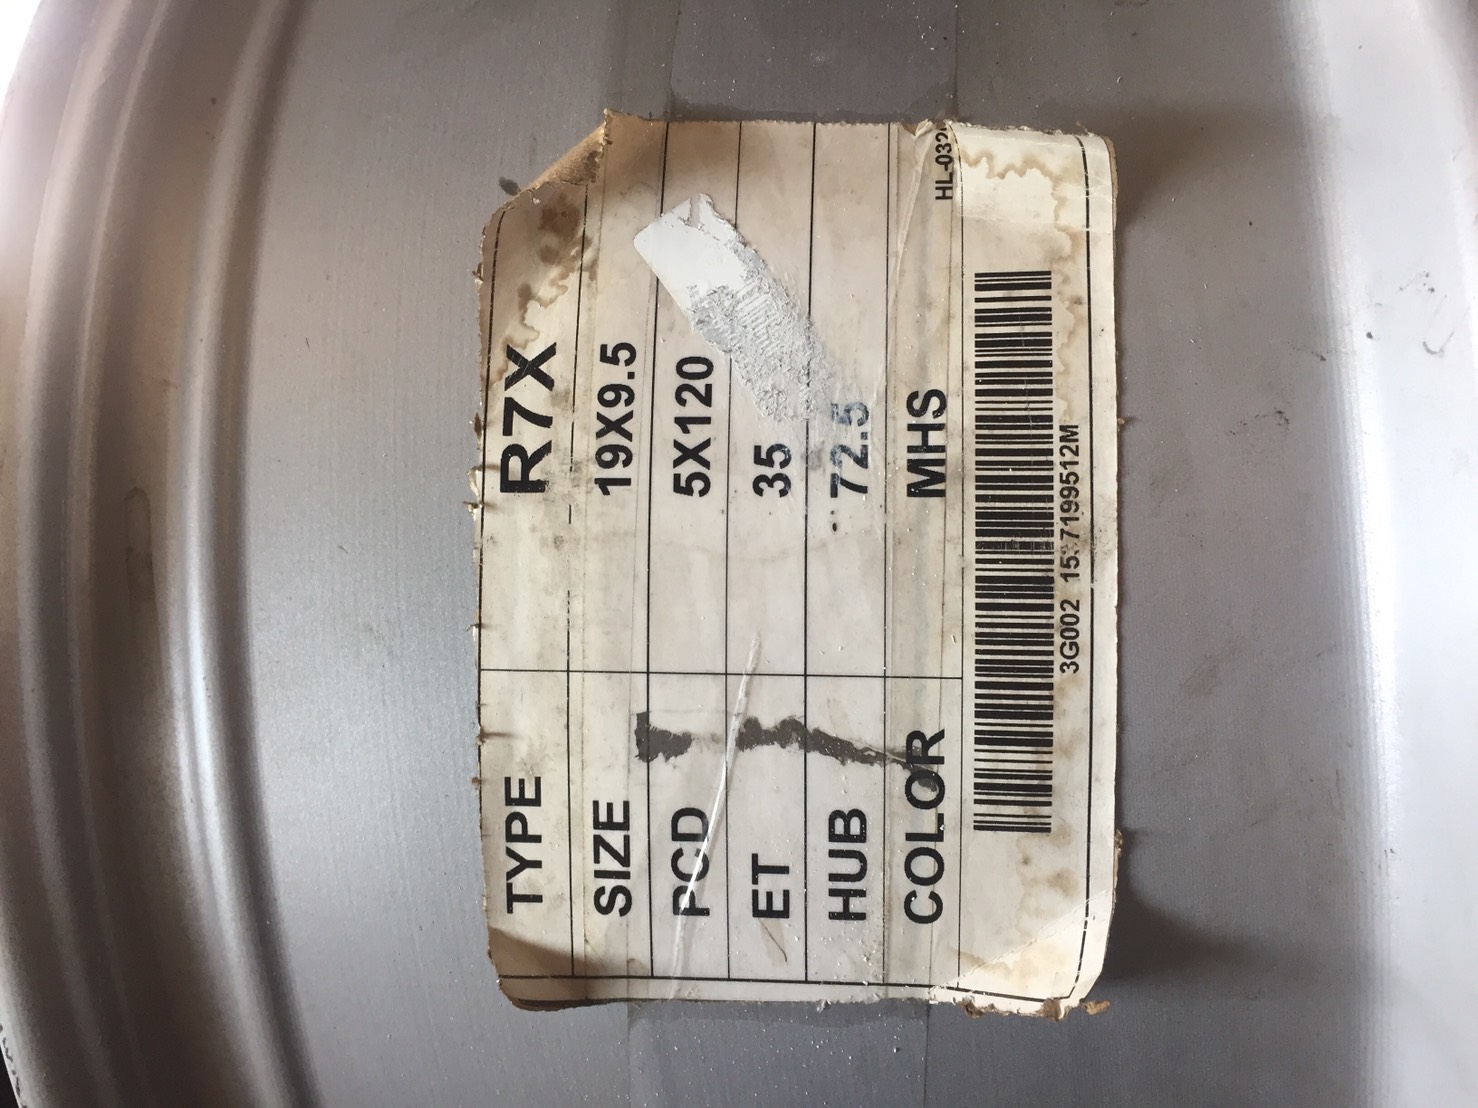 TYPE R7X
SIZE 19X9.5
PCD 5X120
ET 35
HUB 72.5
COLOR MHS
3G002